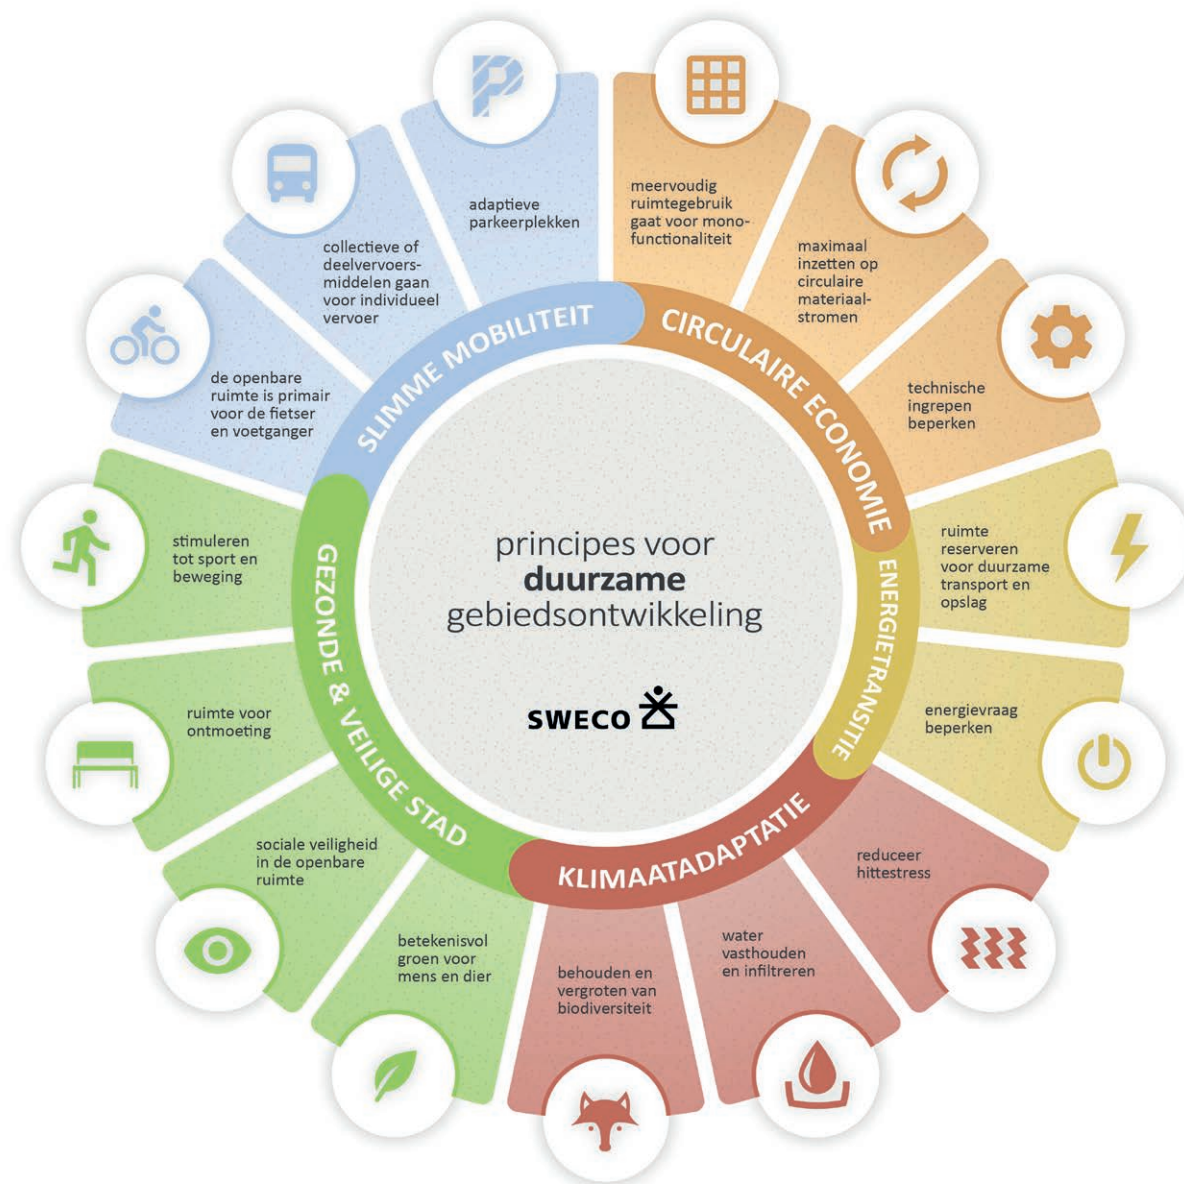 principes voor
duurzame
gebiedsontwikkeling
SWECO
CIRCULAIRE ECONOMIE
meervoudig
ruimtegebruik
gaat voor mono-
functionaliteit
maximaal
inzetten op
circulaire
materiaal-
stromen
technische
ingrepen
beperken
ENERGIETRANSITIE
ruimte
reserveren
voor duurzame
transport en
opslag
energievraag
beperken
KLIMAATADAPTATIE
reduceer
hittestress
water
vasthouden
en infiltreren
behouden en
vergroten van
biodiversiteit
GEZONDE & VEILIGE STAD
betekenisvol
groen voor
mens en dier
sociale veiligheid
in de openbare
ruimte
ruimte voor
ontmoeting
stimuleren
tot sport en
beweging
SLIMME MOBILITEIT
de openbare
ruimte is primair
voor de fietser
en voetganger
collectieve of
deelvervoers-
middelen gaan
voor individueel
vervoer
adaptieve
parkeerplekken
P